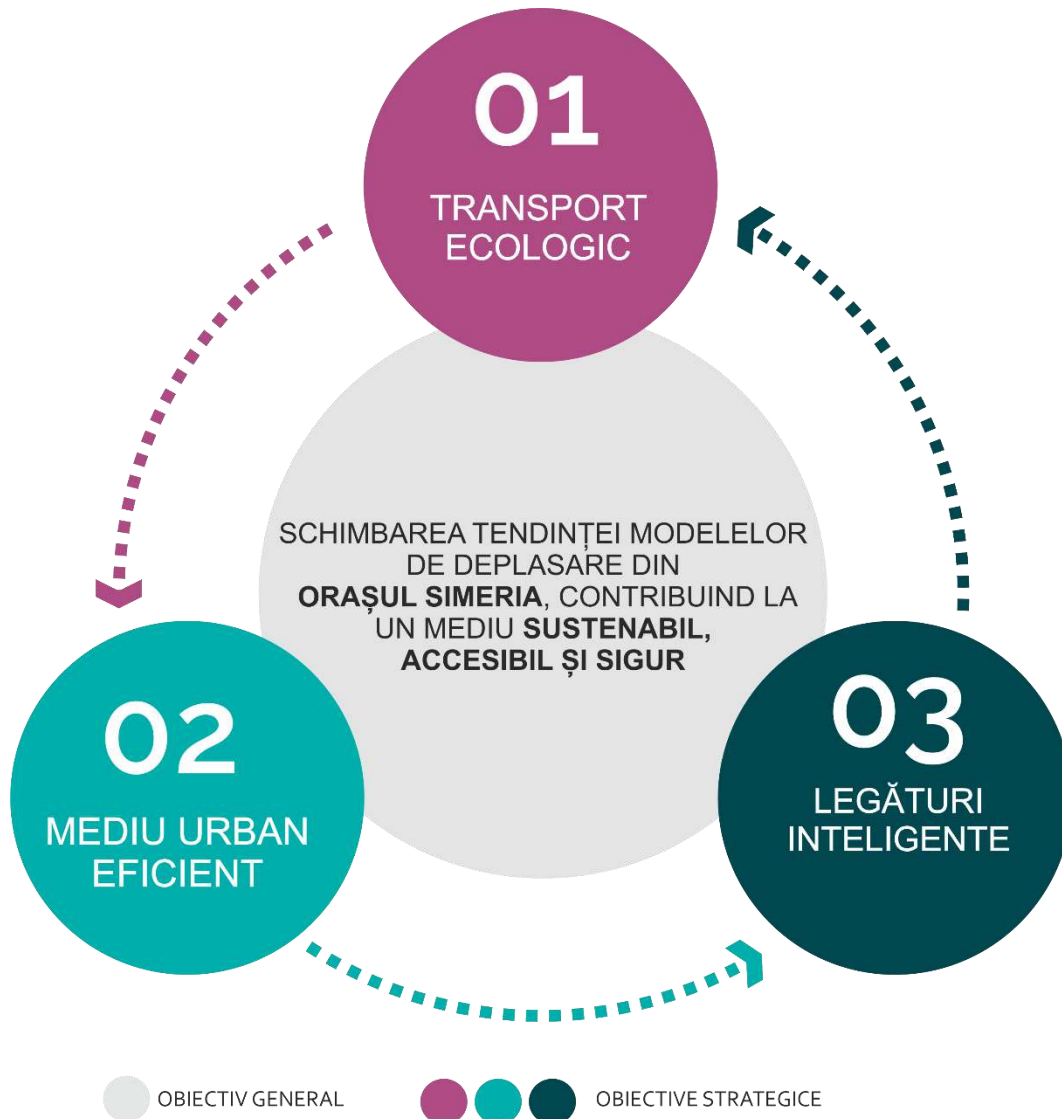 01
TRANSPORT
ECOLOGIC
SCHIMBAREA TENDINȚEI MODELELOR
DE DEPLASARE DIN
ORAȘUL SIMERIA, CONTRIBUIND LA
UN MEDIU SUSTENABIL,
ACCESIBIL ȘI SIGUR
02
MEDIU URBAN
EFICIENT
03
LEGĂTURI
INTELIGENTE
OBIECTIV GENERAL
OBIECTIVE STRATEGICE